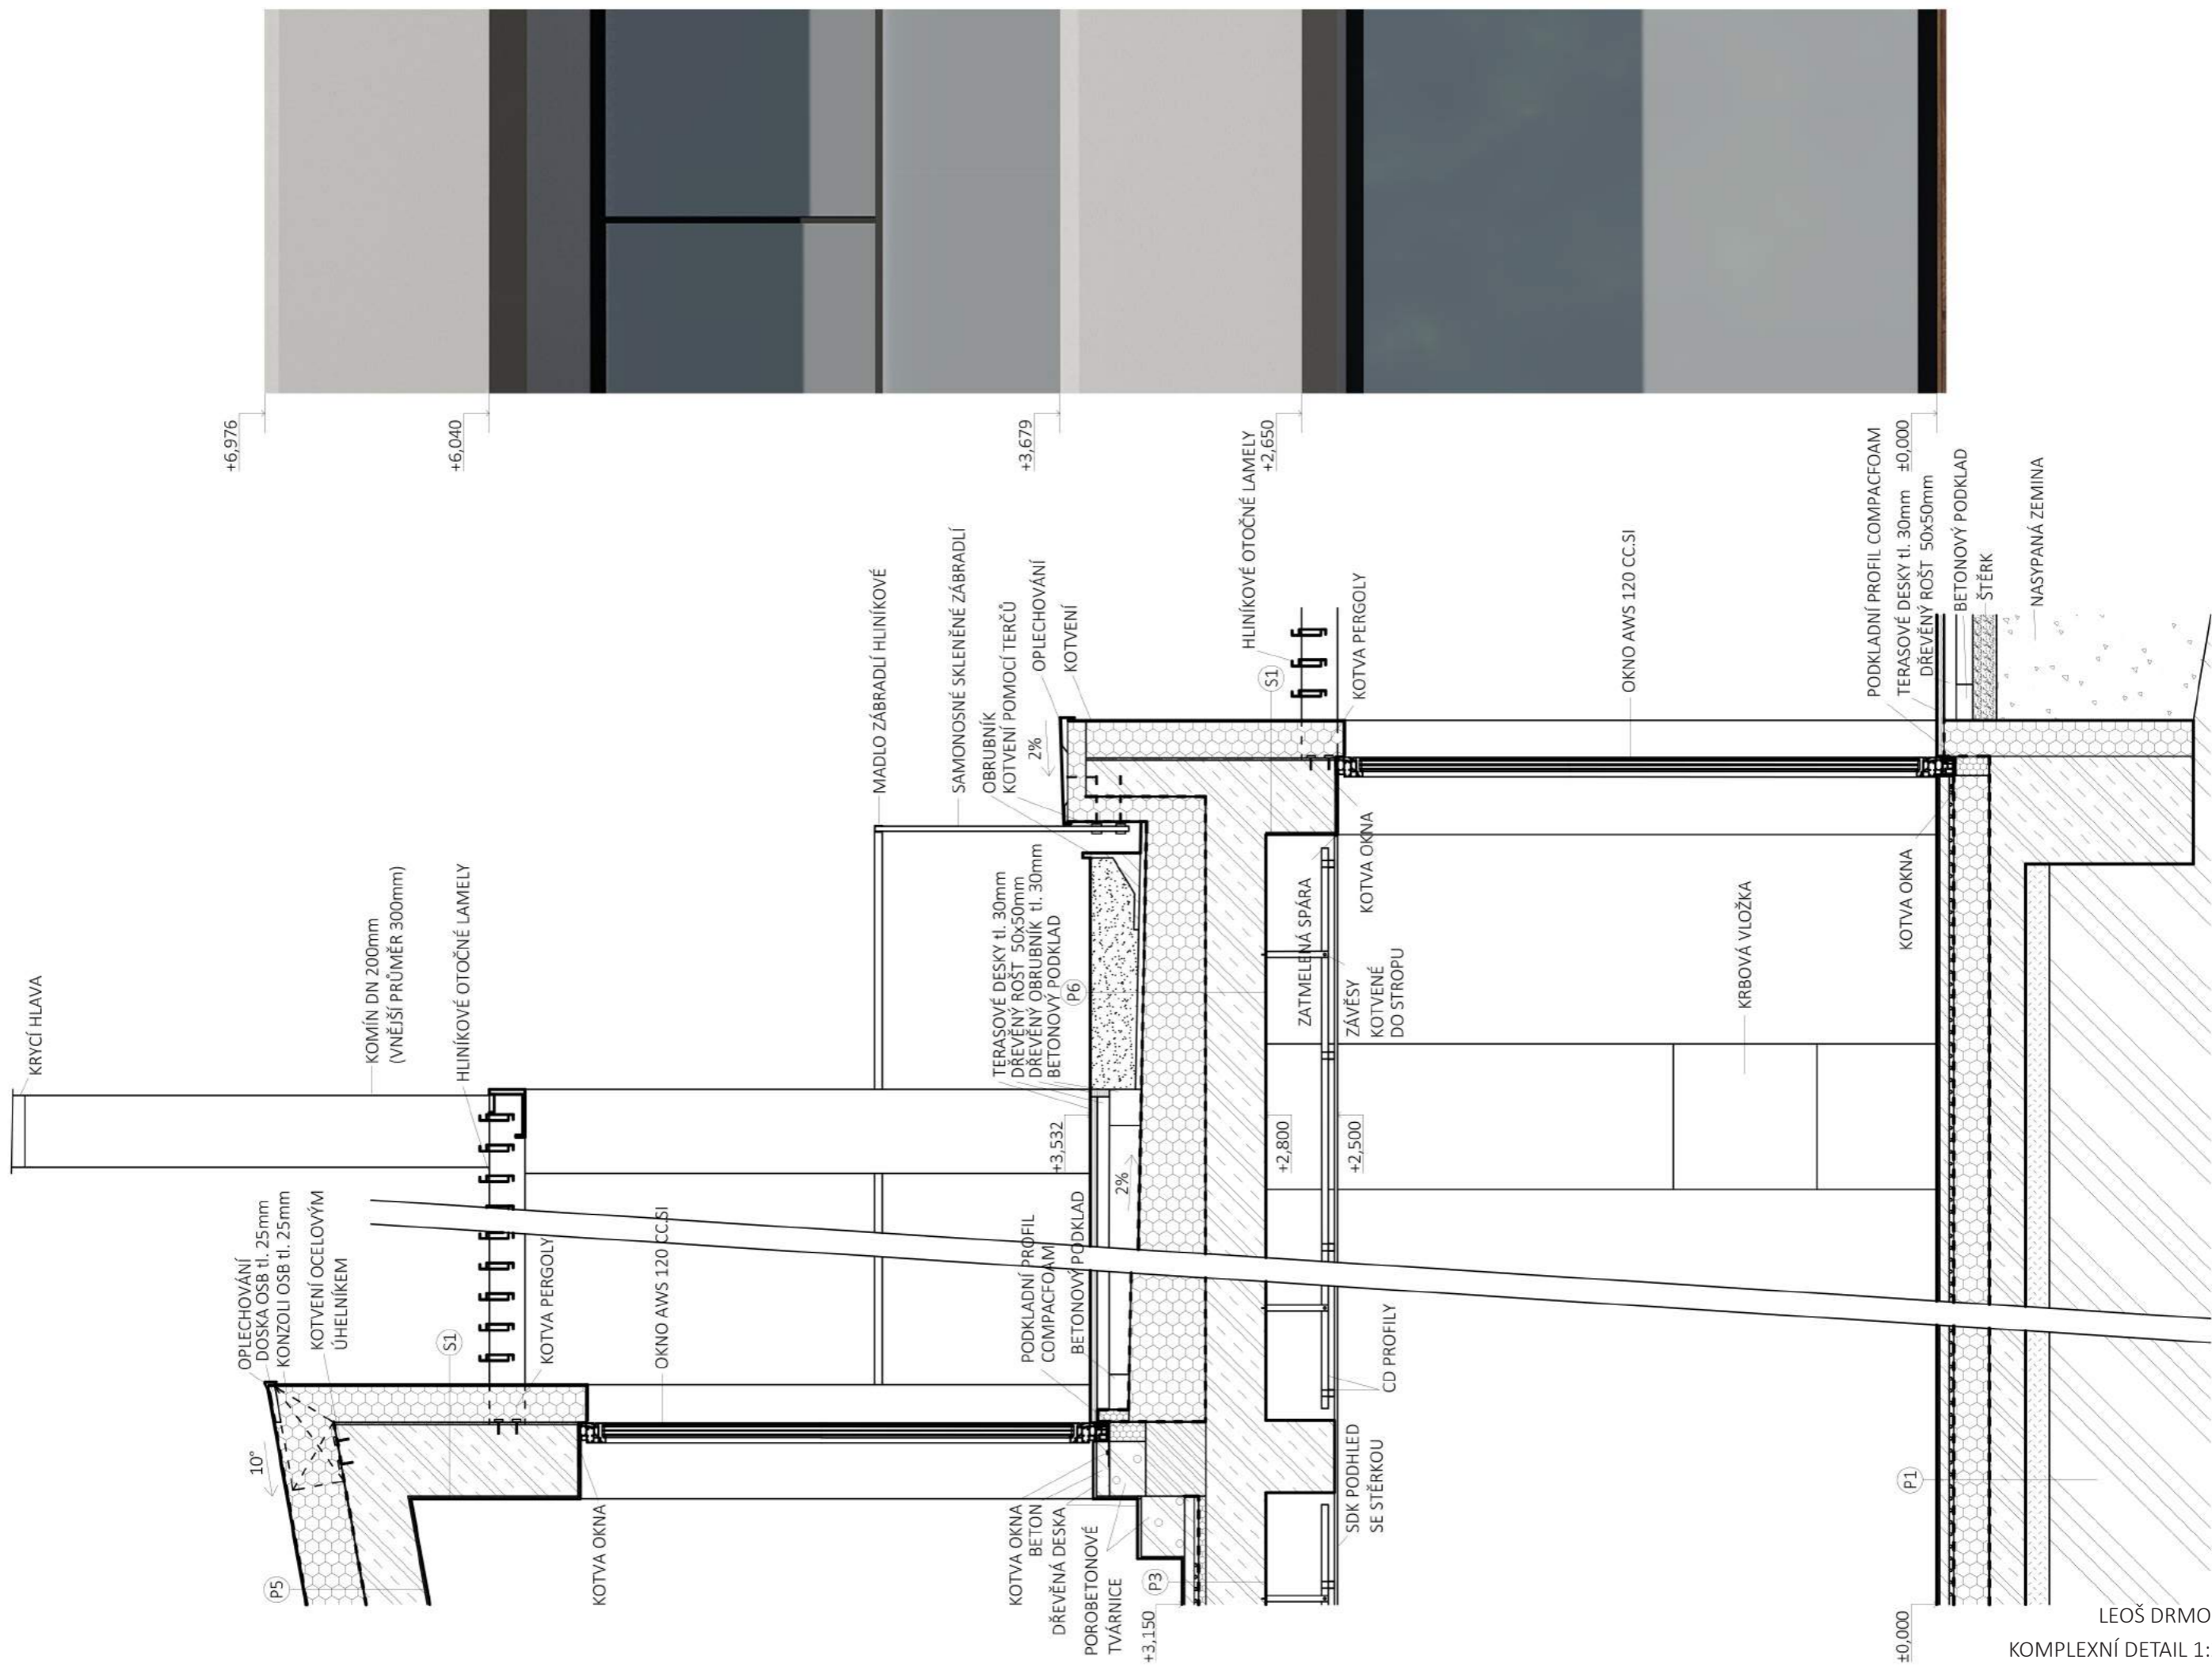 +6,976
+6,040
+3,679
+2,650
±0,000
KRYCÍ HLAVA
KOMÍN DN 200mm
(VNĚJŠÍ PRŮMĚR 300mm)
HLINÍKOVÉ OTOČNÉ LAMELY
MADLO ZÁBRADLÍ HLINÍKOVÉ
SAMONOSNÉ SKLENĚNÉ ZÁBRADLÍ
OBRUBNÍK
KOTVENÍ POMOCÍ TERČŮ
OPLECHOVÁNÍ
KOTVENÍ
2%
HLINÍKOVÉ OTOČNÉ LAMELY
S1
KOTVA PERGOLY
OKNO AWS 120 CC.SI
PODKLADNÍ PROFIL COMPACFOAM
TERASOVÉ DESKY tl. 30mm
DŘEVĚNÝ ROŠT 50x50mm
BETONOVÝ PODKLAD
ŠTĚRK
NASYPANÁ ZEMINA
TERASOVÉ DESKY tl. 30mm
DŘEVĚNÝ ROŠT 50x50mm
DŘEVĚNÝ OBRUBNÍK tl. 30mm
BETONOVÝ PODKLAD
P6
ZATMELENÁ SPÁRA
KOTVA OKNA
ZÁVĚSY
KOTVENÉ
DO STROPU
KRBOVÁ VLOŽKA
KOTVA OKNA
+3,532
2%
+2,800
+2,500
OPLECHOVÁNÍ
DOSKA OSB tl. 25mm
KONZOLI OSB tl. 25mm
KOTVENÍ OCELOVÝM
ÚHELNÍKEM
S1
KOTVA PERGOLY
OKNO AWS 120 CC.SI
PODKLADNÍ PROFIL
COMPACFOAM
BETONOVÝ PODKLAD
CD PROFILY
10°
P5
KOTVA OKNA
KOTVA OKNA
BETON
DŘEVĚNÁ DESKA
POROBETONOVÉ
TVÁRNICE
P3
+3,150
SDK PODHLED
SE STĚRKOU
P1
±0,000
LEOŠ DRMO
KOMPLEXNÍ DETAIL 1: